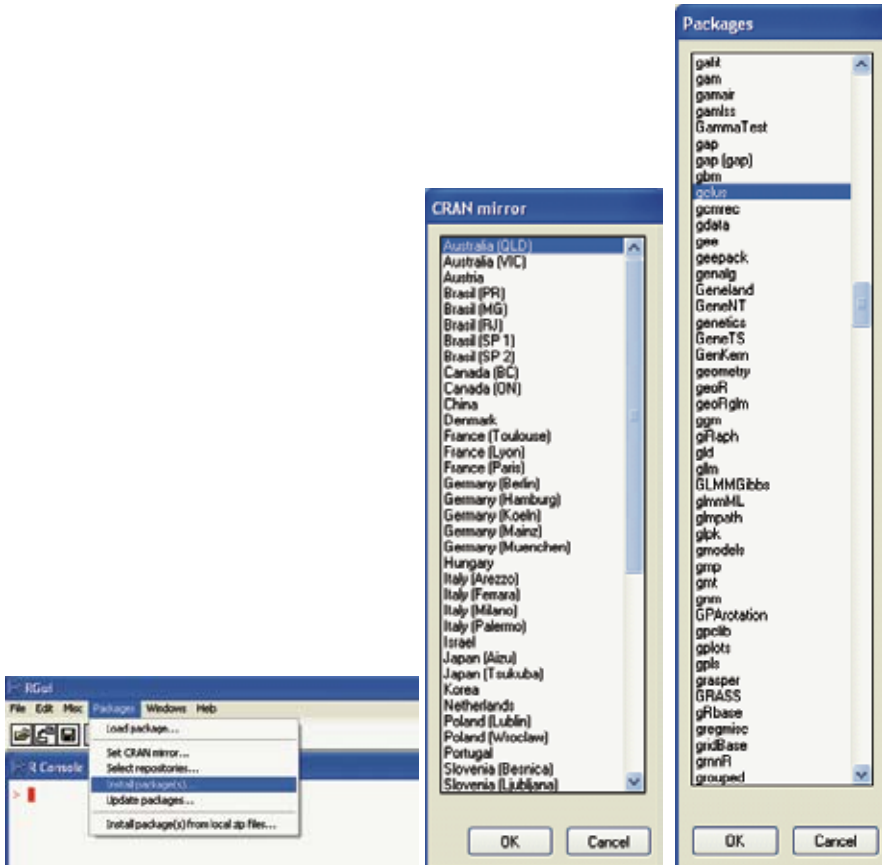 RGui
File Edit Misc Packages Windows Help
Load package...
Set CRAN mirror...
Select repositories...
Install package(s)...
Update packages...
Install package(s) from local zip files...
R Console
>
CRAN mirror
Australia (QLD)
Australia (VIC)
Austria
Brasil (PR)
Brasil (MG)
Brasil (RJ)
Brasil (SP 1)
Brasil (SP 2)
Canada (BC)
Canada (ON)
China
Denmark
France (Toulouse)
France (Lyon)
France (Paris)
Germany (Berlin)
Germany (Hamburg)
Germany (Koeln)
Germany (Mainz)
Germany (Muenchen)
Hungary
Italy (Arezzo)
Italy (Ferrara)
Italy (Milano)
Italy (Palermo)
Israel
Japan (Aizu)
Japan (Tsukuba)
Korea
Netherlands
Poland (Lublin)
Poland (Wroclaw)
Portugal
Slovenia (Besnica)
Slovenia (Ljubljana)
OK Cancel
Packages
gam
gamair
gamlss
GammaTest
gap
gap (gap)
gbm
gclus
gcmrec
gdata
gee
geepack
genalg
Geneland
GeneNT
genetics
GeneTS
GenKern
geometry
geoR
geoRglm
ggm
gRaph
gld
glm
GLMMGibbs
glmmML
glmpath
glpk
gmodels
gmp
gmt
gnm
GPArotation
gpclib
gplots
gpls
grasper
GRASS
gRbase
gregmisc
gridBase
grnnR
grouped
OK Cancel